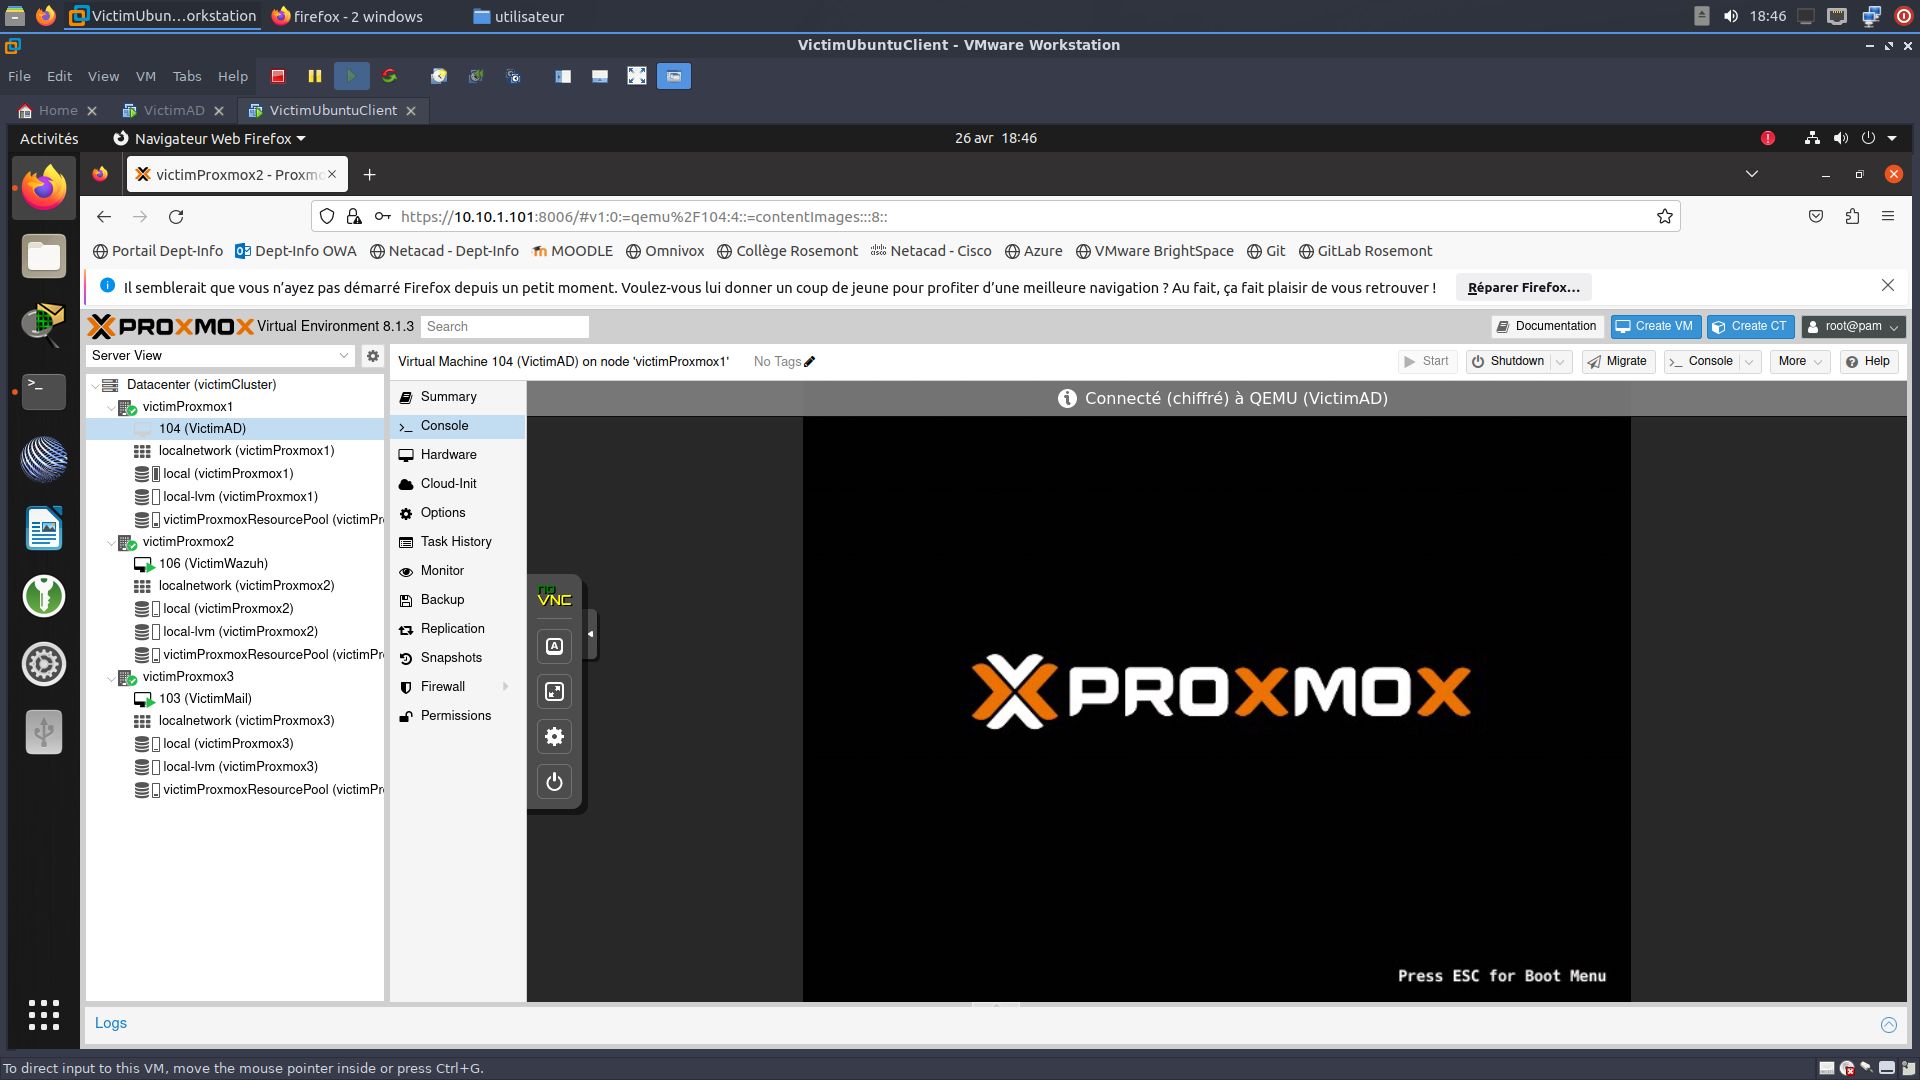 VictimUbun...orkstation
firefox - 2 windows
utilisateur
18:46
VictimUbuntuClient - VMware Workstation
File Edit View VM Tabs Help
Home
VictimAD
VictimUbuntuClient
Activités
Navigateur Web Firefox
26 avr 18:46
victimProxmox2 - Proxmo
https://10.10.1.101:8006/#v1:0:=qemu%2F104:4::=contentImages:::8::
Portail Dept-Info Dept-Info OWA Netacad - Dept-Info MOODLE Omnivox Collège Rosemont Netacad - Cisco Azure VMware BrightSpace Git GitLab Rosemont
Il semblerait que vous n’ayez pas démarré Firefox depuis un petit moment. Voulez-vous lui donner un coup de jeune pour profiter d’une meilleure navigation ? Au fait, ça fait plaisir de vous retrouver !
Réparer Firefox...
PROXMOX Virtual Environment 8.1.3
Search
Documentation
Create VM
Create CT
root@pam
Server View
Virtual Machine 104 (VictimAD) on node 'victimProxmox1'
No Tags
Start
Shutdown
Migrate
Console
More
Help
Datacenter (victimCluster)
victimProxmox1
104 (VictimAD)
localnetwork (victimProxmox1)
local (victimProxmox1)
local-lvm (victimProxmox1)
victimProxmoxResourcePool (victimPr
victimProxmox2
106 (VictimWazuh)
localnetwork (victimProxmox2)
local (victimProxmox2)
local-lvm (victimProxmox2)
victimProxmoxResourcePool (victimPr
victimProxmox3
103 (VictimMail)
localnetwork (victimProxmox3)
local (victimProxmox3)
local-lvm (victimProxmox3)
victimProxmoxResourcePool (victimPr
Summary
Console
Hardware
Cloud-Init
Options
Task History
Monitor
Backup
Replication
Snapshots
Firewall
Permissions
Connecté (chiffré) à QEMU (VictimAD)
no
VNC
A
PROXMOX
Press ESC for Boot Menu
Logs
To direct input to this VM, move the mouse pointer inside or press Ctrl+G.